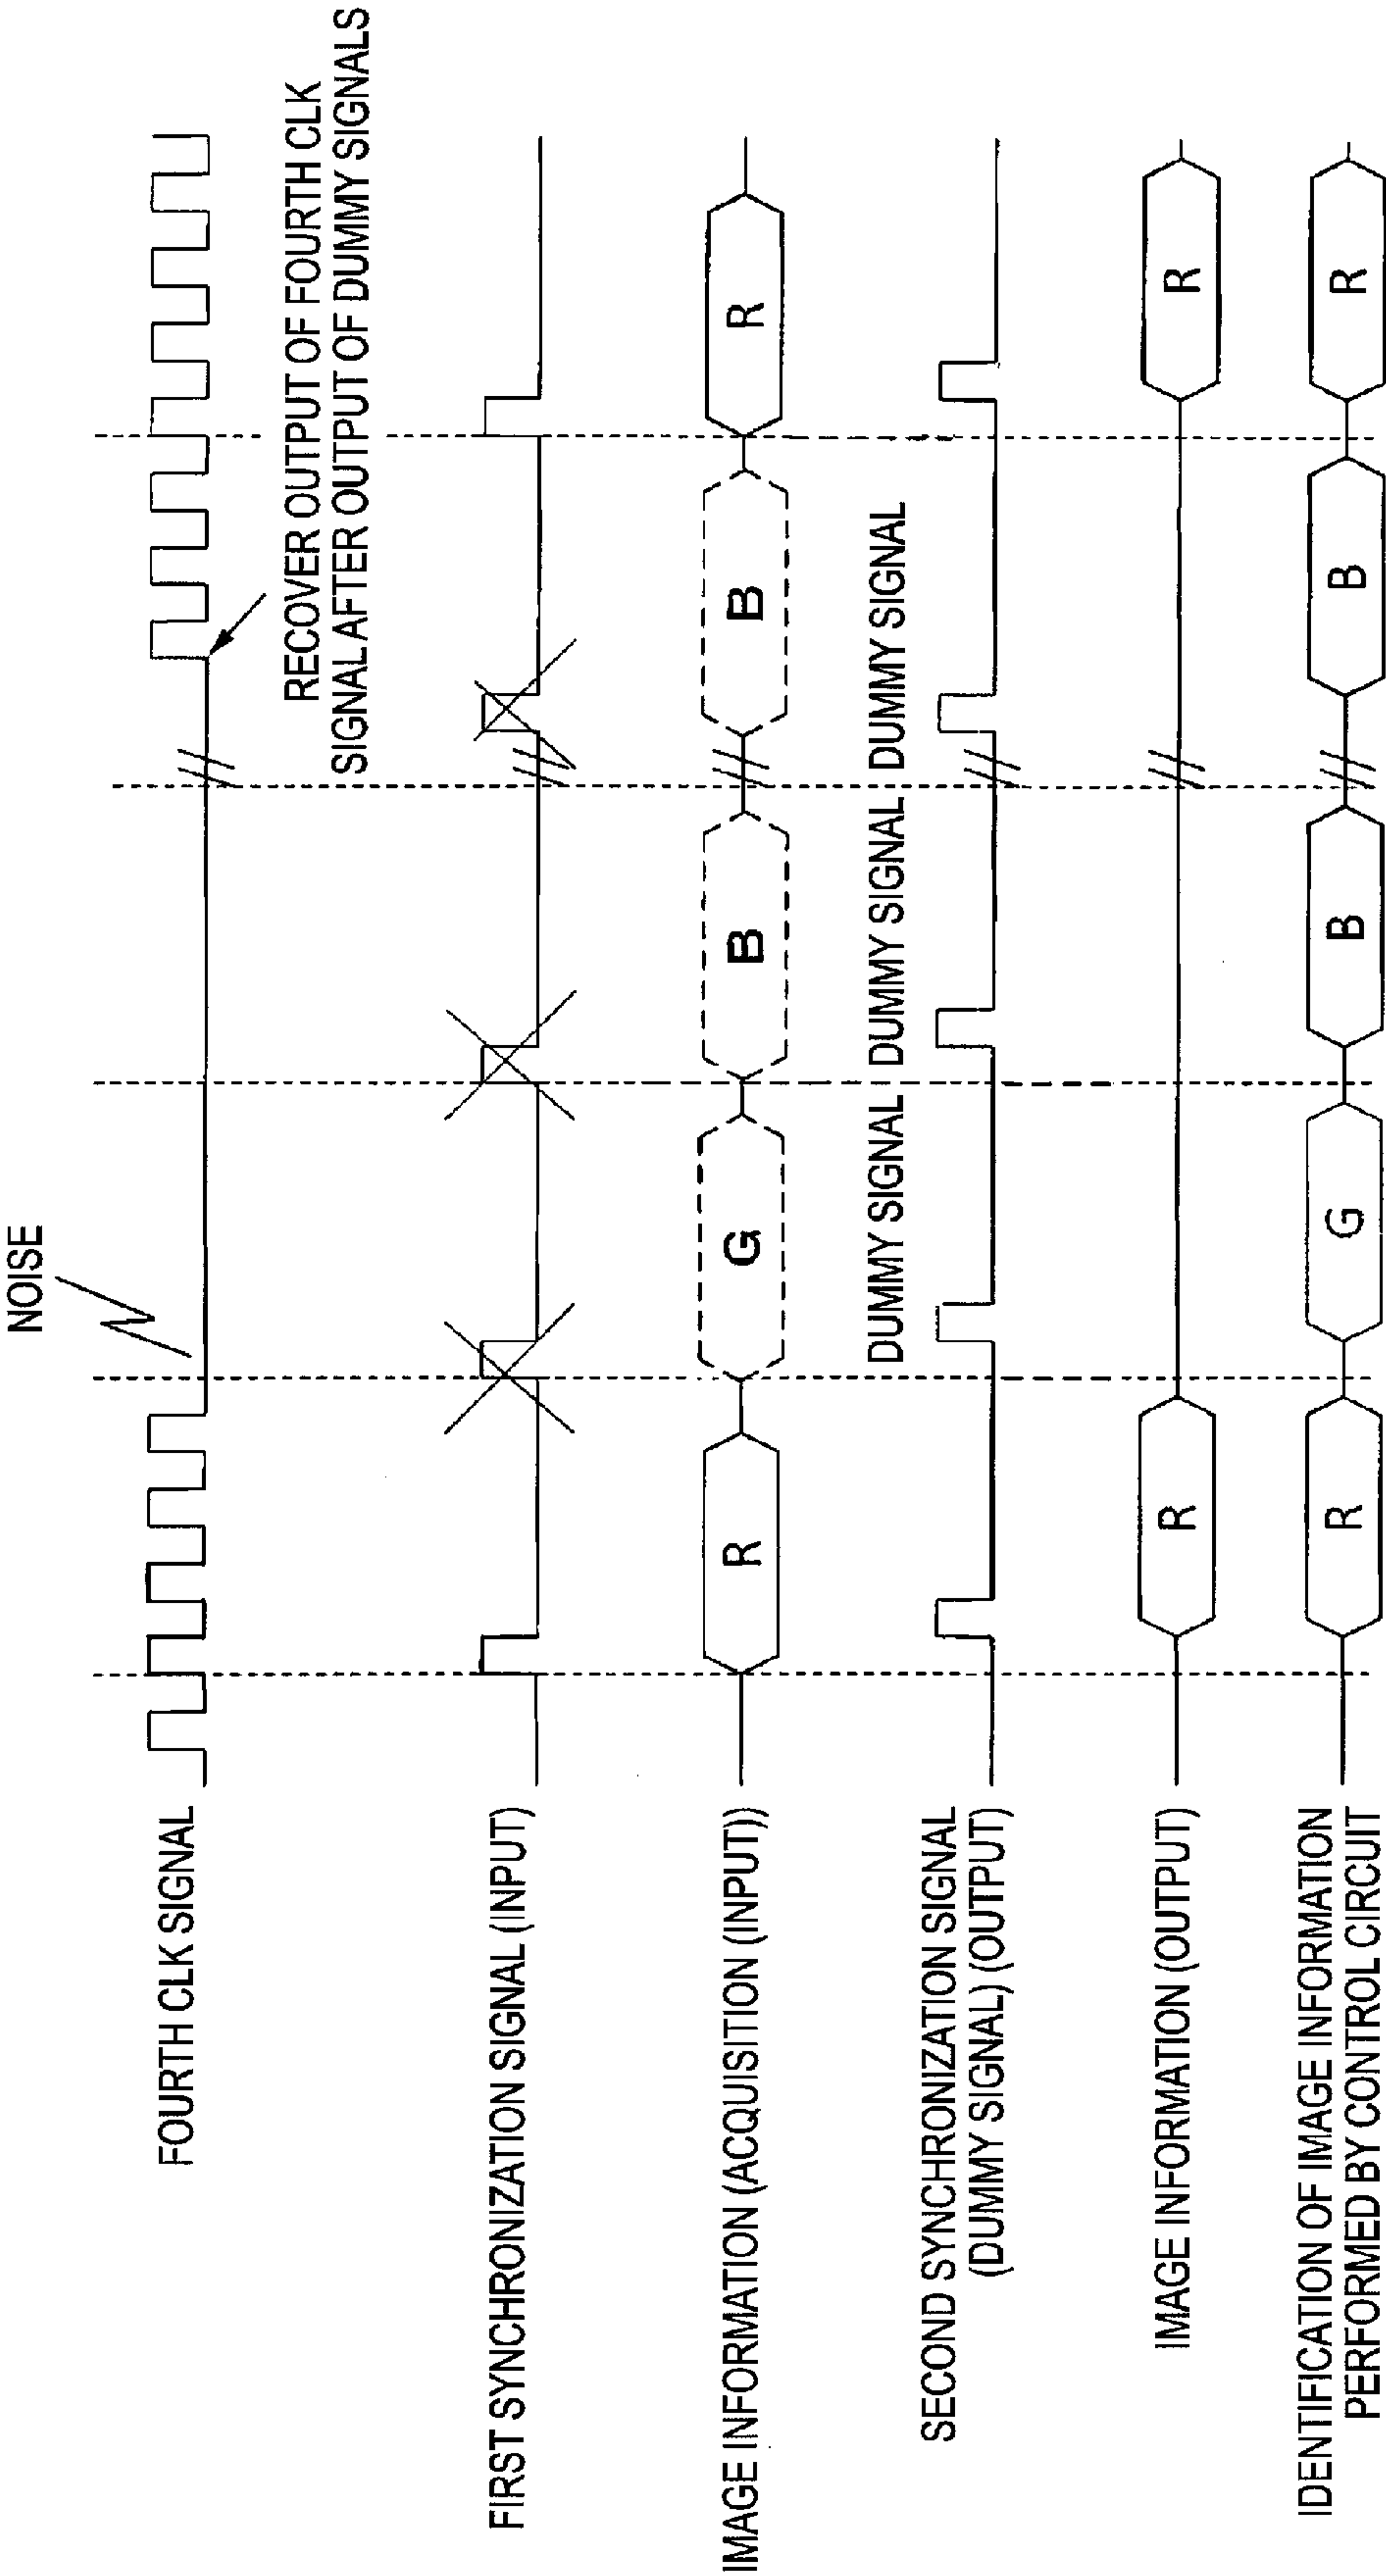 NOISE
RECOVER OUTPUT OF FOURTH CLK
SIGNAL AFTER OUTPUT OF DUMMY SIGNALS
FOURTH CLK SIGNAL
FIRST SYNCHRONIZATION SIGNAL (INPUT)
IMAGE INFORMATION (ACQUISITION (INPUT))
R
G
B
B
R
DUMMY SIGNAL DUMMY SIGNAL DUMMY SIGNAL
SECOND SYNCHRONIZATION SIGNAL
(DUMMY SIGNAL) (OUTPUT)
IMAGE INFORMATION (OUTPUT)
R
R
IDENTIFICATION OF IMAGE INFORMATION
PERFORMED BY CONTROL CIRCUIT
R
G
B
B
R